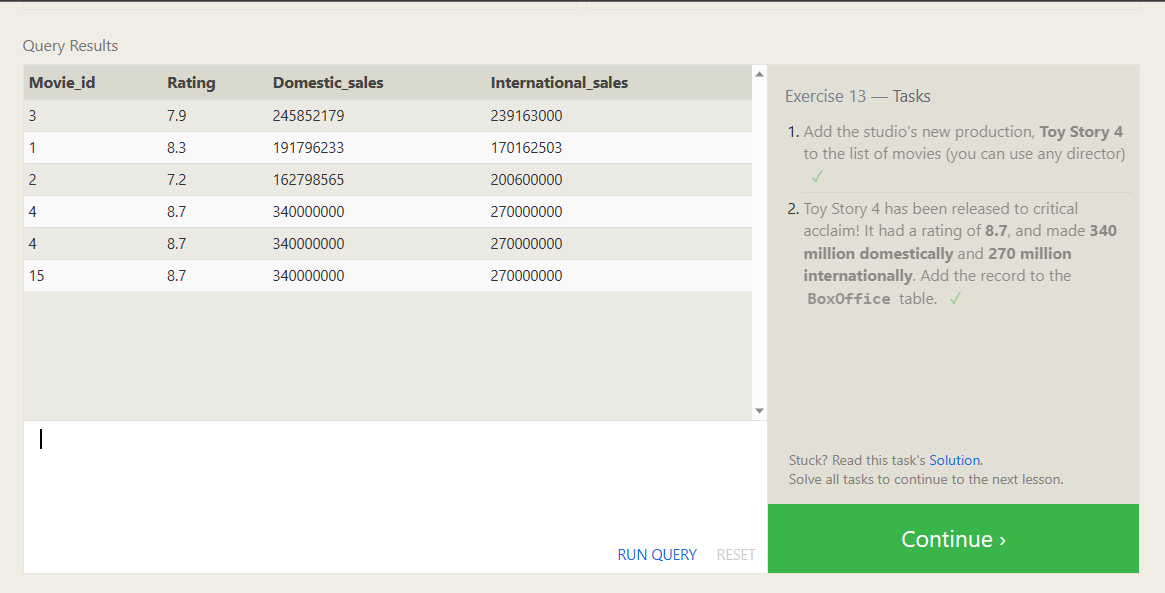 Query Results
Movie_id Rating Domestic_sales International_sales
3 7.9 245852179 239163000
1 8.3 191796233 170162503
2 7.2 162798565 200600000
4 8.7 340000000 270000000
4 8.7 340000000 270000000
15 8.7 340000000 270000000
RUN QUERY RESET
Exercise 13 — Tasks
1. Add the studio's new production, Toy Story 4
to the list of movies (you can use any director)
✓
2. Toy Story 4 has been released to critical
acclaim! It had a rating of 8.7, and made 340
million domestically and 270 million
internationally. Add the record to the
BoxOffice table. ✓
Stuck? Read this task's Solution.
Solve all tasks to continue to the next lesson.
Continue ›